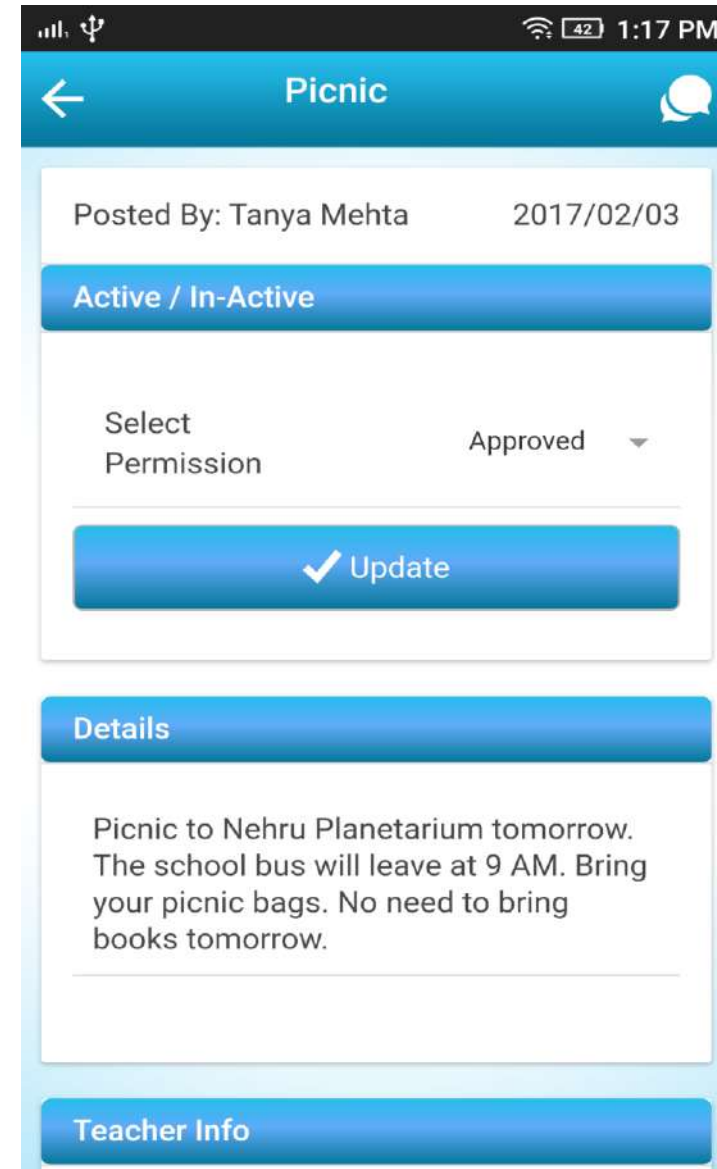 42 1:17 PM
Picnic
Posted By: Tanya Mehta 2017/02/03
Active / In-Active
Select
Permission
Approved
Update
Details
Picnic to Nehru Planetarium tomorrow.
The school bus will leave at 9 AM. Bring
your picnic bags. No need to bring
books tomorrow.
Teacher Info